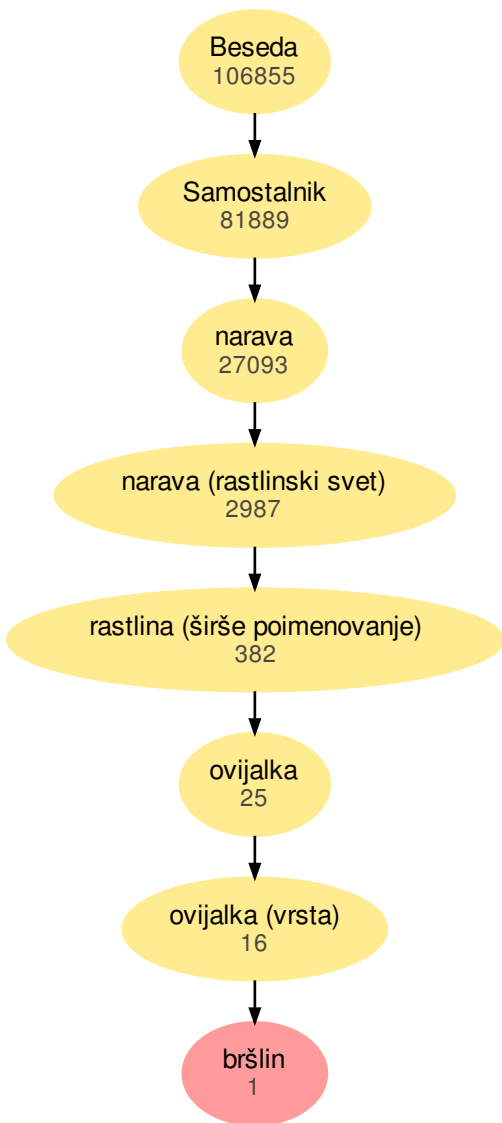 Beseda
106855
Samostalnik
81889
narava
27093
narava (rastlinski svet)
2987
rastlina (širše poimenovanje)
382
ovijalka
25
ovijalka (vrsta)
16
bršlin
1